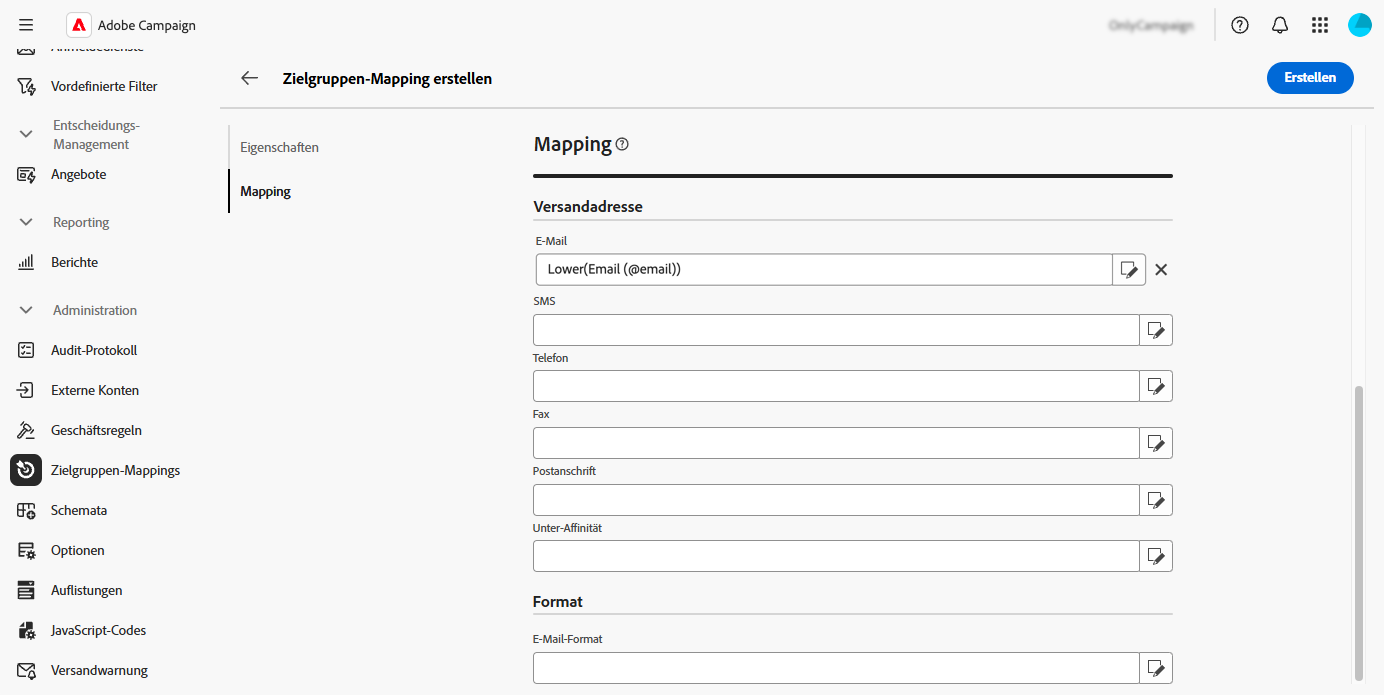 Adobe Campaign
Anmeldedienste
Vordefinierte Filter
Entscheidungs-
Management
Angebote
Reporting
Berichte
Administration
Audit-Protokoll
Externe Konten
Geschäftsregeln
Zielgruppen-Mappings
Schemata
Optionen
Auflistungen
JavaScript-Codes
Versandwarnung
Zielgruppen-Mapping erstellen
Erstellen
Eigenschaften
Mapping
Mapping
Versandadresse
E-Mail
Lower(Email (@email))
SMS
Telefon
Fax
Postanschrift
Unter-Affinität
Format
E-Mail-Format